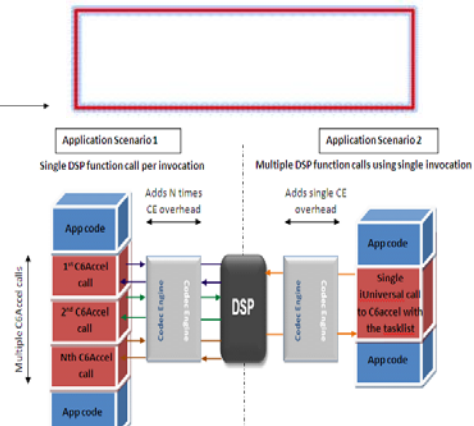 Application Scenario 1
Application Scenario 2
Single DSP function call per invocation
Multiple DSP function calls using single invocation
Adds N times
CE overhead
Adds single CE
overhead
App code
1st C6Accel
call
2nd C6Accel
call
Nth C6Accel
call
App code
Multiple C6Accel calls
Codec Engine
Codec Engine
DSP
Codec Engine
Codec Engine
App code
Single
iUniversal call
to C6accel with
the tasklist
App code